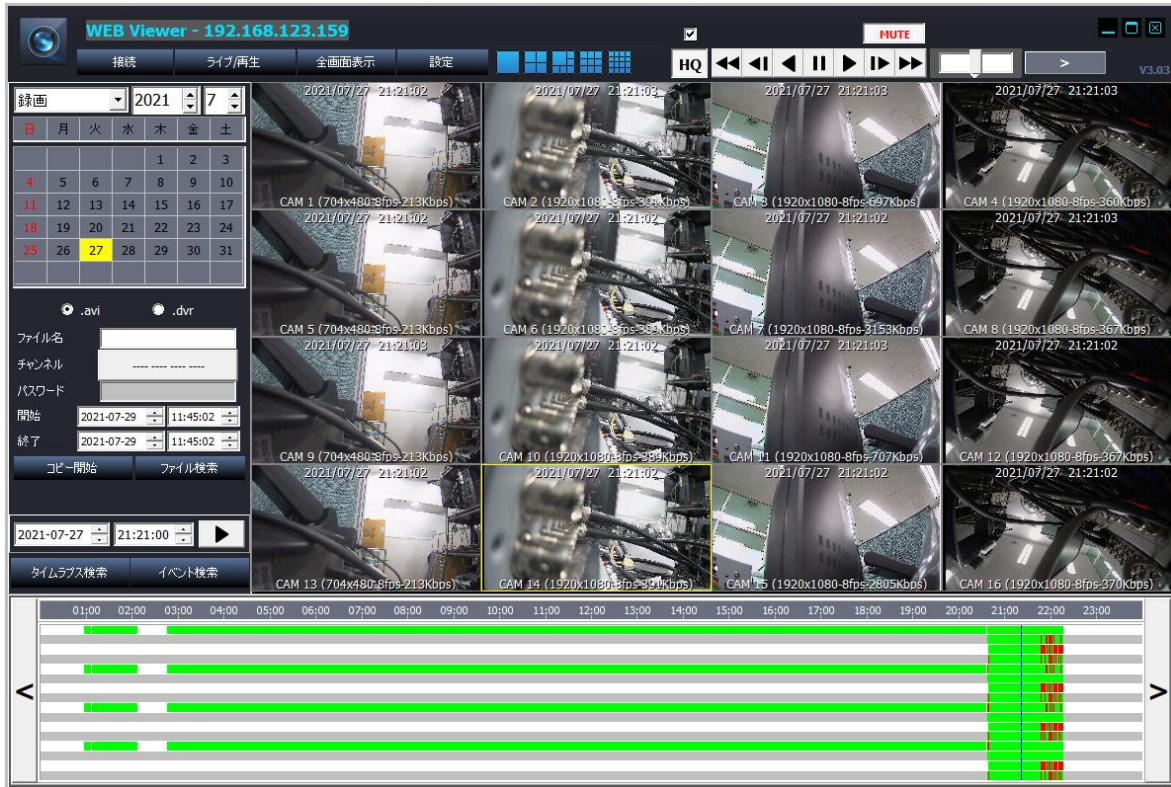 WEB Viewer - 192.168.123.159
MUTE
接続 ライブ/再生 全画面表示 設定
HQ
>
V3.03
録画 2021 7
日 月 火 水 木 金 土
1 2 3
4 5 6 7 8 9 10
11 12 13 14 15 16 17
18 19 20 21 22 23 24
25 26 27 28 29 30 31
.avi .dvr
ファイル名
チャンネル ---- ---- ---- ----
パスワード
開始 2021-07-29 11:45:02
終了 2021-07-29 11:45:02
コピー開始 ファイル検索
2021-07-27 21:21:00
タイムラプス検索 イベント検索
2021/07/27 21:21:02 2021/07/27 21:21:03 2021/07/27 21:21:03 2021/07/27 21:21:03
CAM 1 (704x480-8fps-213Kbps) CAM 2 (1920x1080-8fps-391Kbps) CAM 3 (1920x1080-8fps-697Kbps) CAM 4 (1920x1080-8fps-360Kbps)
2021/07/27 21:21:02 2021/07/27 21:21:02 2021/07/27 21:21:02 2021/07/27 21:21:03
CAM 5 (704x480-8fps-213Kbps) CAM 6 (1920x1080-8fps-389Kbps) CAM 7 (1920x1080-8fps-3153Kbps) CAM 8 (1920x1080-8fps-367Kbps)
2021/07/27 21:21:03 2021/07/27 21:21:02 2021/07/27 21:21:03 2021/07/27 21:21:02
CAM 9 (704x480-8fps-213Kbps) CAM 10 (1920x1080-8fps-389Kbps) CAM 11 (1920x1080-8fps-707Kbps) CAM 12 (1920x1080-8fps-367Kbps)
2021/07/27 21:21:02 2021/07/27 21:21:02 2021/07/27 21:21:02 2021/07/27 21:21:02
CAM 13 (704x480-8fps-213Kbps) CAM 14 (1920x1080-8fps-391Kbps) CAM 15 (1920x1080-8fps-2805Kbps) CAM 16 (1920x1080-8fps-370Kbps)
01:00 02:00 03:00 04:00 05:00 06:00 07:00 08:00 09:00 10:00 11:00 12:00 13:00 14:00 15:00 16:00 17:00 18:00 19:00 20:00 21:00 22:00 23:00
< >